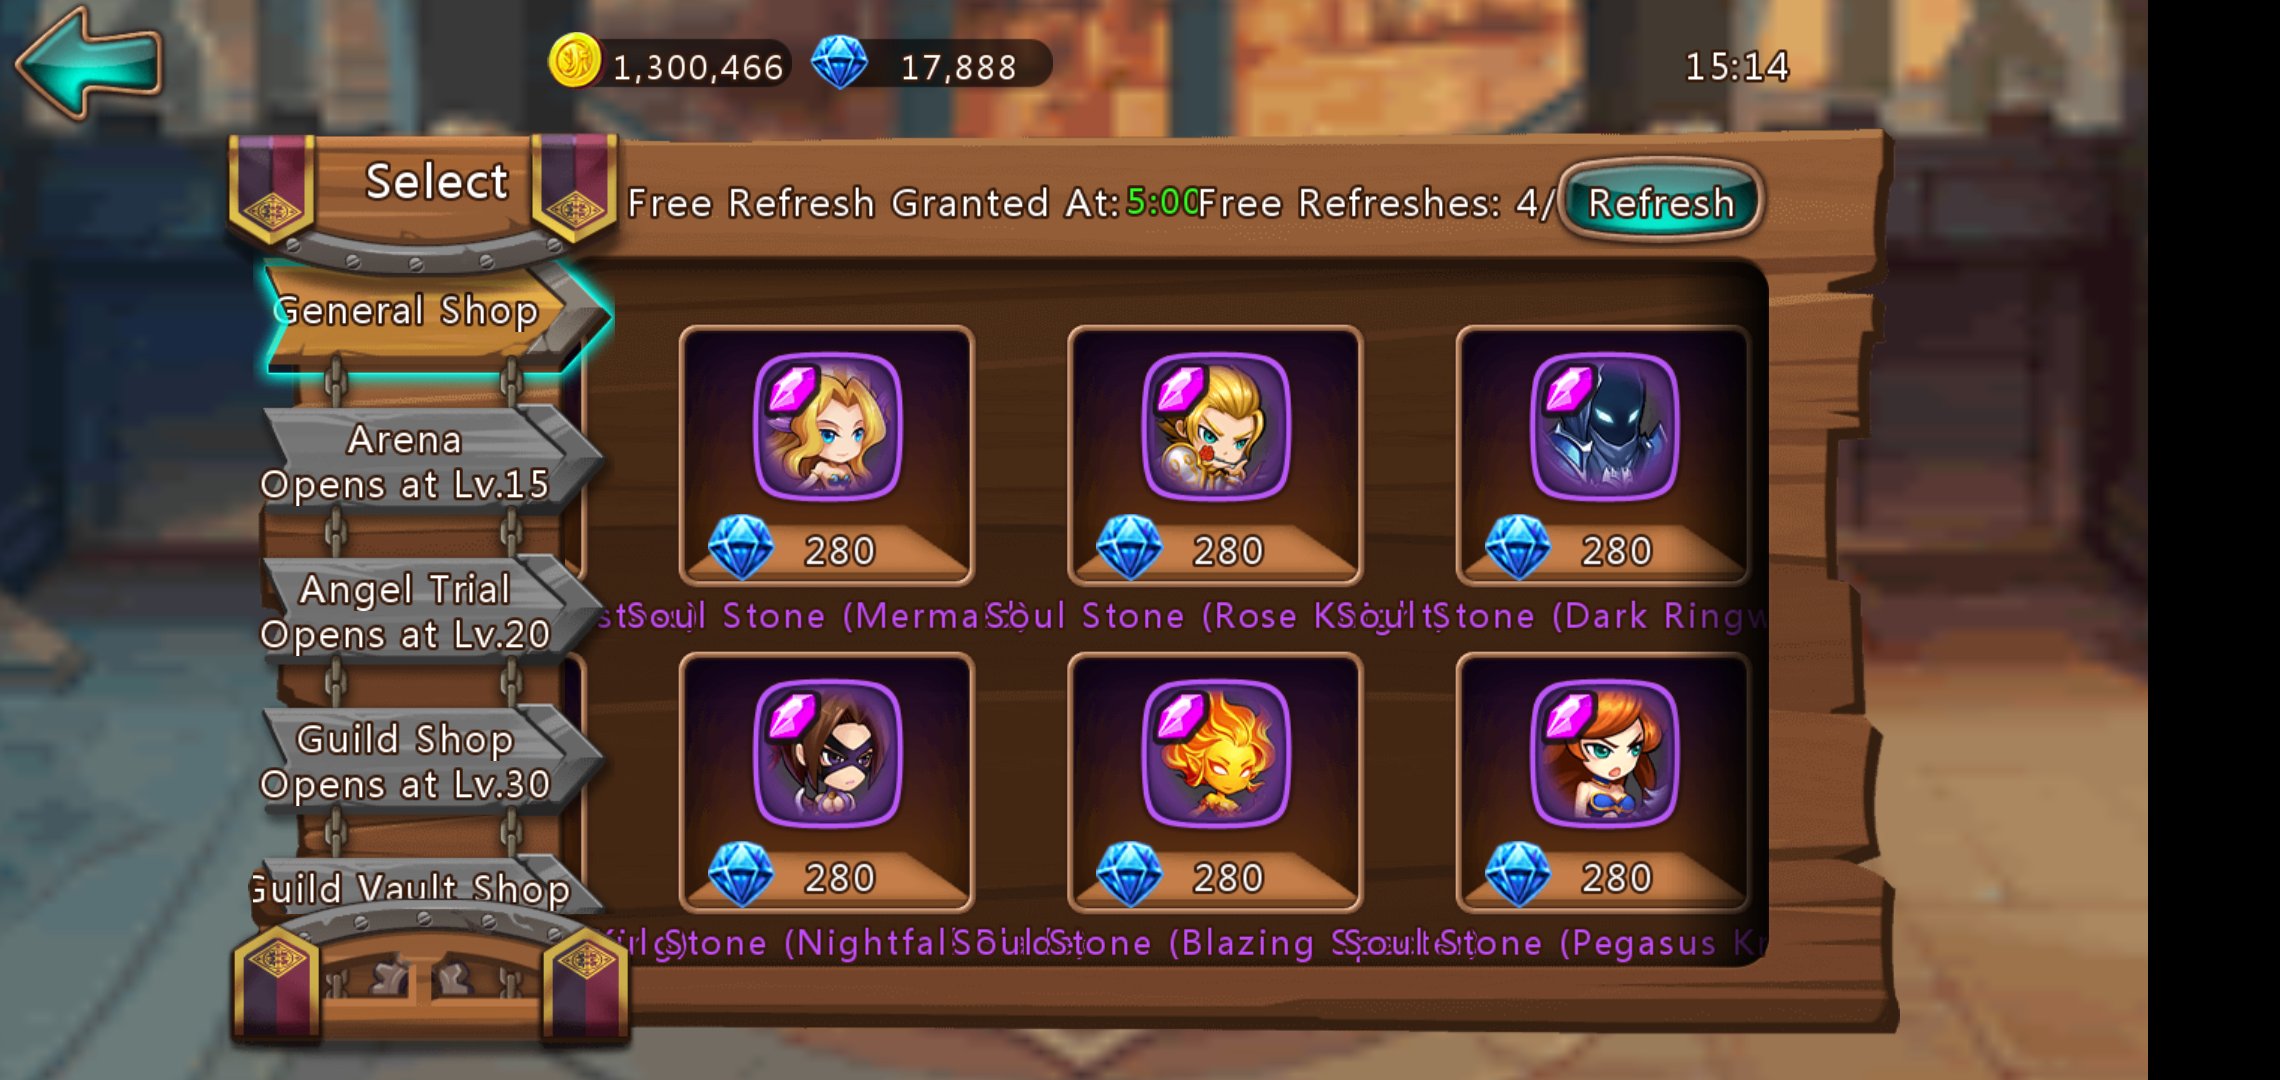 1,300,466
17,888
15:14
Select
Free Refresh Granted At: 5:00
Free Refreshes: 4/
Refresh
General Shop
Arena
Opens at Lv.15
Angel Trial
Opens at Lv.20
Guild Shop
Opens at Lv.30
Guild Vault Shop
280
280
280
Soul Stone (Merma
Soul Stone (Rose K
Soul Stone (Dark Ringw
280
280
280
Stone (Nightfal
Soul Stone (Blazing S
Soul Stone (Pegasus Kn